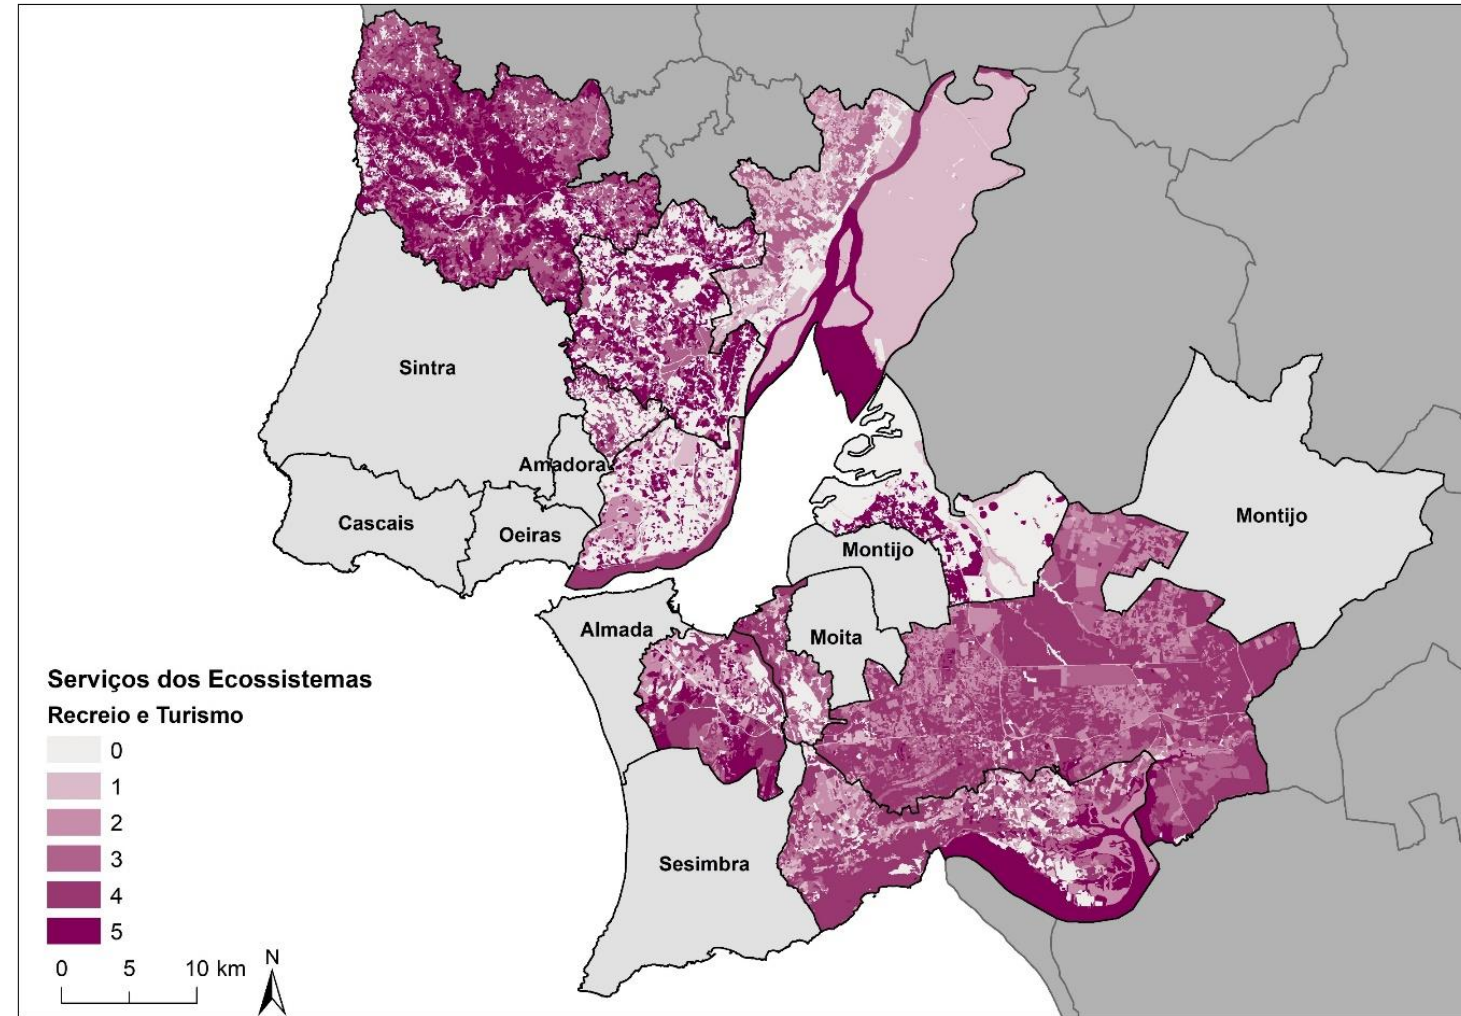 Sintra
Amadora
Cascais
Oeiras
Montijo
Montijo
Almada
Moita
Sesimbra
Serviços dos Ecossistemas
Recreio e Turismo
0
1
2
3
4
5
0 5 10 km
N